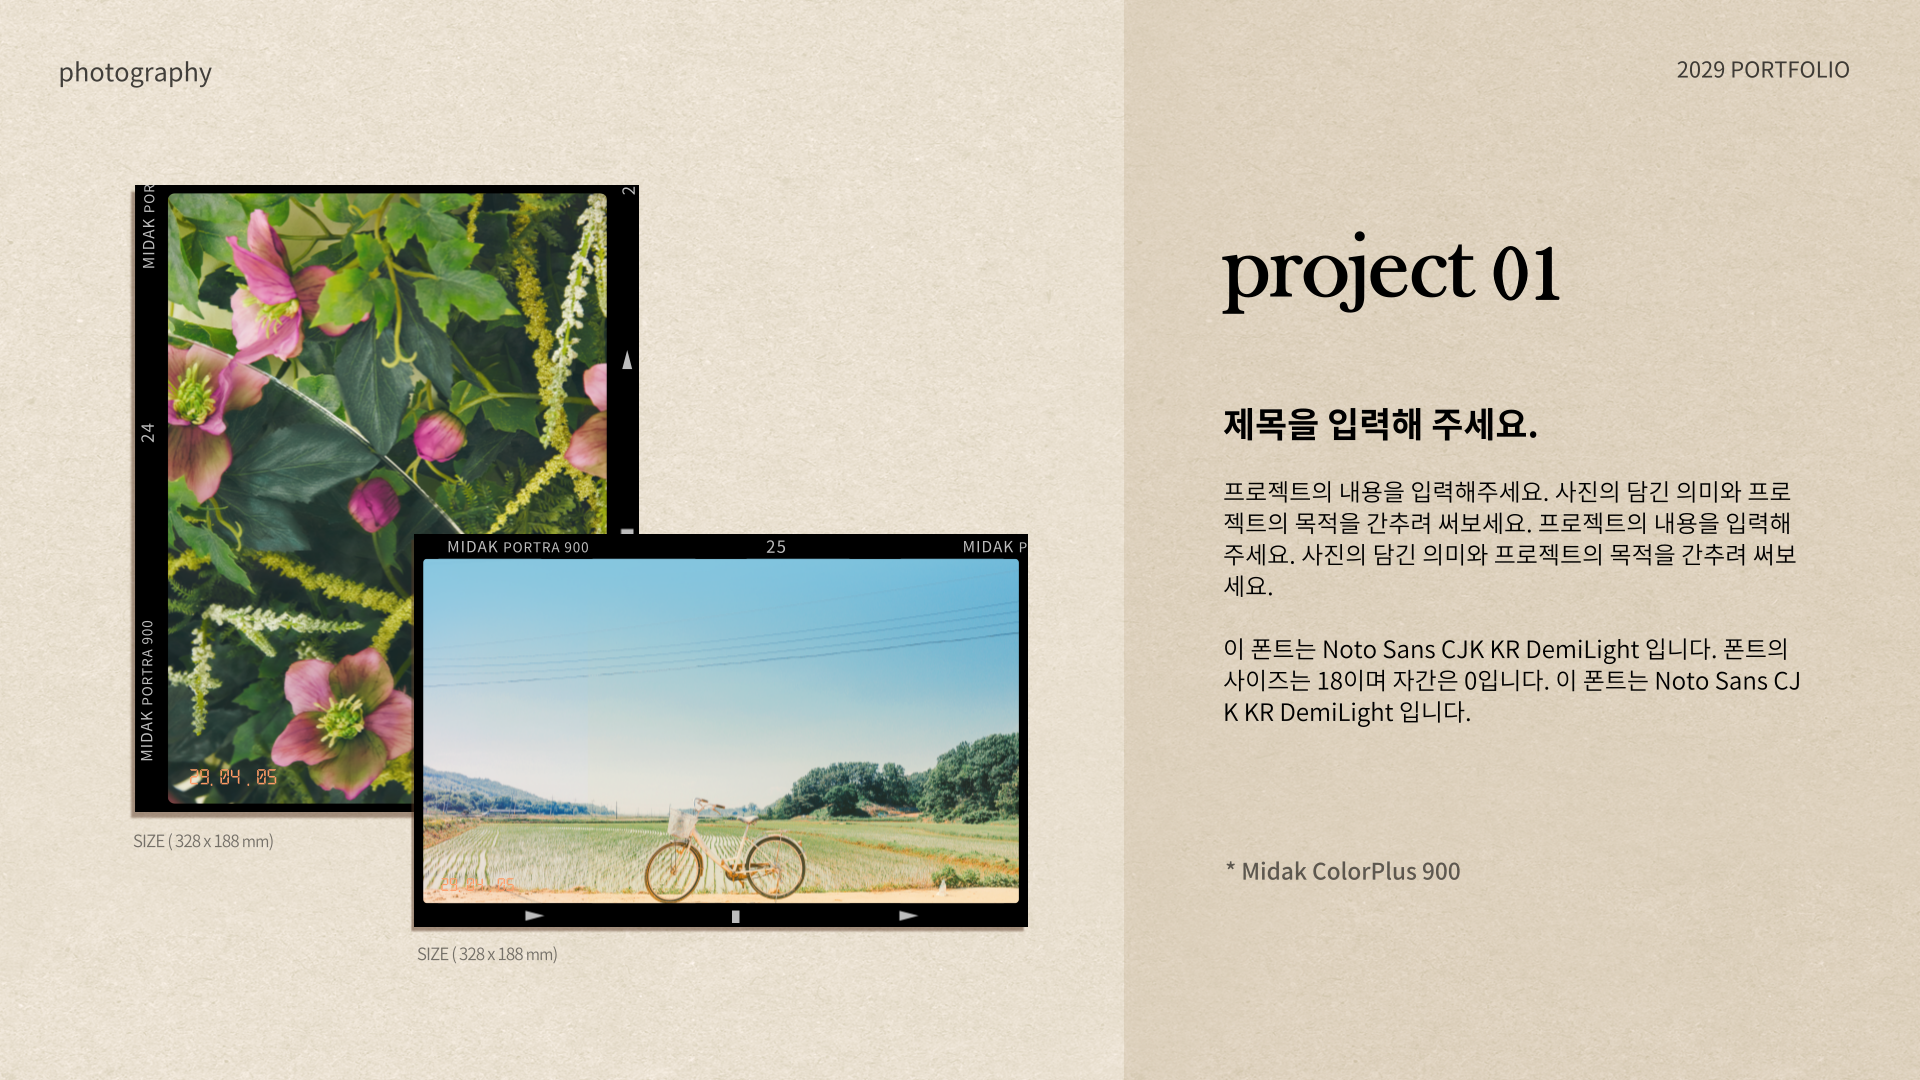 photography
2029 PORTFOLIO
MIDAK POR
2
24
MIDAK PORTRA 900
29.04.05
SIZE ( 328 x 188 mm)
MIDAK PORTRA 900
25
MIDAK P
SIZE ( 328 x 188 mm)
project 01
제목을 입력해 주세요.
프로젝트의 내용을 입력해주세요. 사진의 담긴 의미와 프로
젝트의 목적을 간추려 써보세요. 프로젝트의 내용을 입력해
주세요. 사진의 담긴 의미와 프로젝트의 목적을 간추려 써보
세요.
이 폰트는 Noto Sans CJK KR DemiLight 입니다. 폰트의
사이즈는 18이며 자간은 0입니다. 이 폰트는 Noto Sans CJ
K KR DemiLight 입니다.
* Midak ColorPlus 900